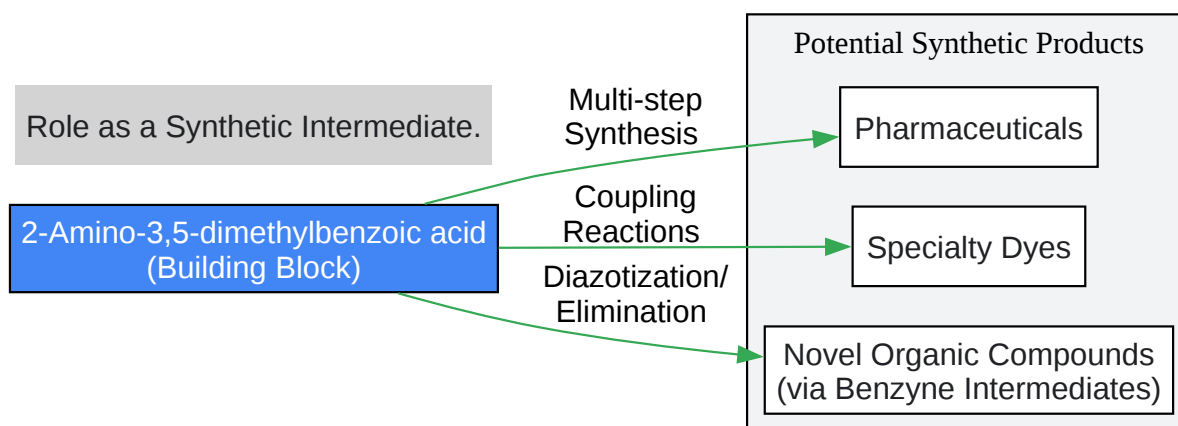 Potential Synthetic Products
Role as a Synthetic Intermediate.
Multi-step
Synthesis
Pharmaceuticals
2-Amino-3,5-dimethylbenzoic acid
(Building Block)
Coupling
Reactions
Specialty Dyes
Diazotization/
Elimination
Novel Organic Compounds
(via Benzyne Intermediates)